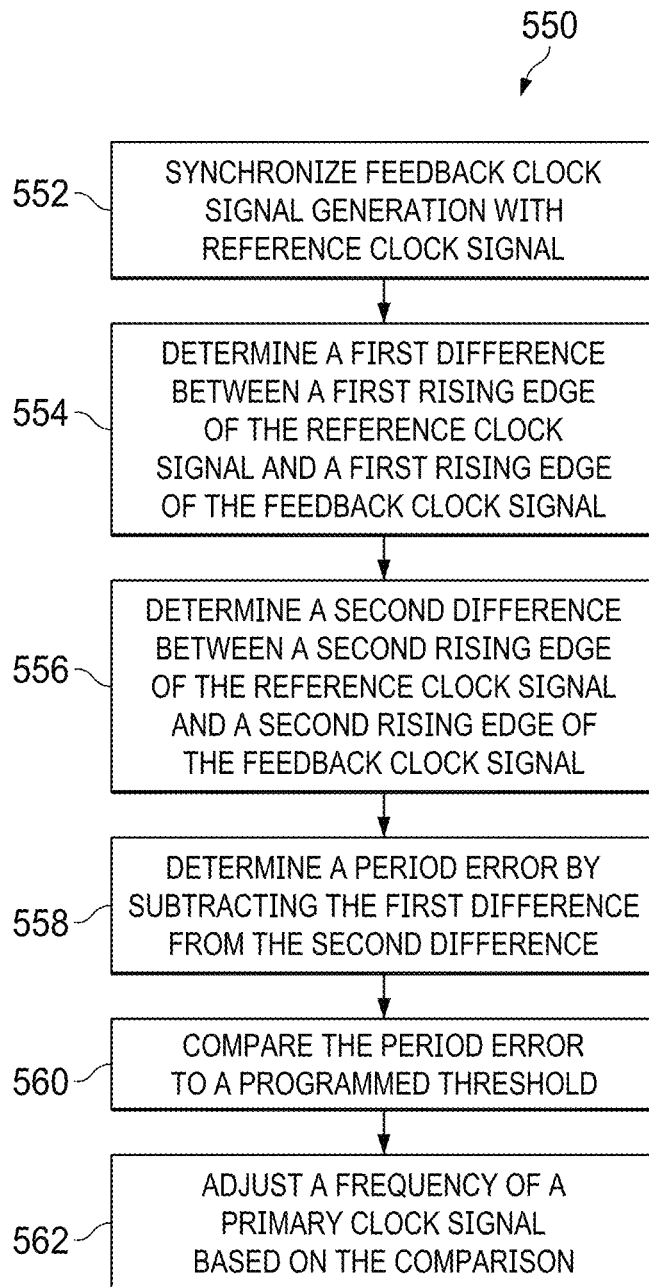 550
552
SYNCHRONIZE FEEDBACK CLOCK
SIGNAL GENERATION WITH
REFERENCE CLOCK SIGNAL
554
DETERMINE A FIRST DIFFERENCE
BETWEEN A FIRST RISING EDGE
OF THE REFERENCE CLOCK
SIGNAL AND A FIRST RISING EDGE
OF THE FEEDBACK CLOCK SIGNAL
556
DETERMINE A SECOND DIFFERENCE
BETWEEN A SECOND RISING EDGE
OF THE REFERENCE CLOCK SIGNAL
AND A SECOND RISING EDGE OF
THE FEEDBACK CLOCK SIGNAL
558
DETERMINE A PERIOD ERROR BY
SUBTRACTING THE FIRST DIFFERENCE
FROM THE SECOND DIFFERENCE
560
COMPARE THE PERIOD ERROR
TO A PROGRAMMED THRESHOLD
562
ADJUST A FREQUENCY OF A
PRIMARY CLOCK SIGNAL
BASED ON THE COMPARISON